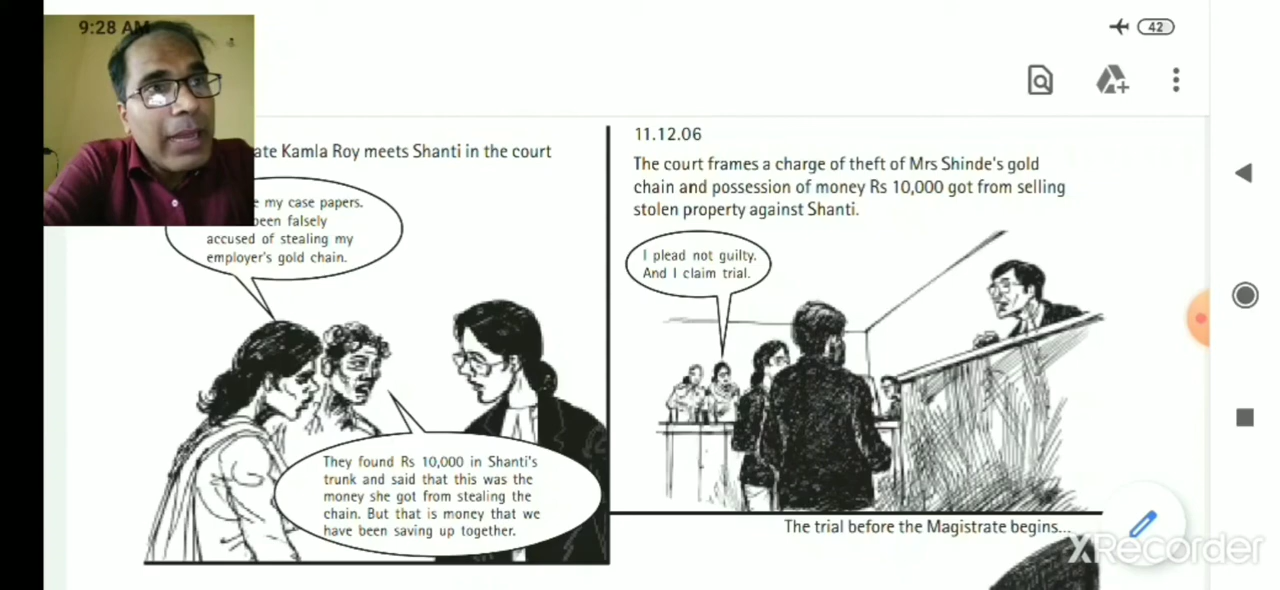 9:28 AM
42
ate Kamla Roy meets Shanti in the court
e my case papers.
been falsely
accused of stealing my
employer's gold chain.
They found Rs 10,000 in Shanti's
trunk and said that this was the
money she got from stealing the
chain. But that is money that we
have been saving up together.
11.12.06
The court frames a charge of theft of Mrs Shinde's gold
chain and possession of money Rs 10,000 got from selling
stolen property against Shanti.
I plead not guilty.
And I claim trial.
The trial before the Magistrate begins...
XRecorder